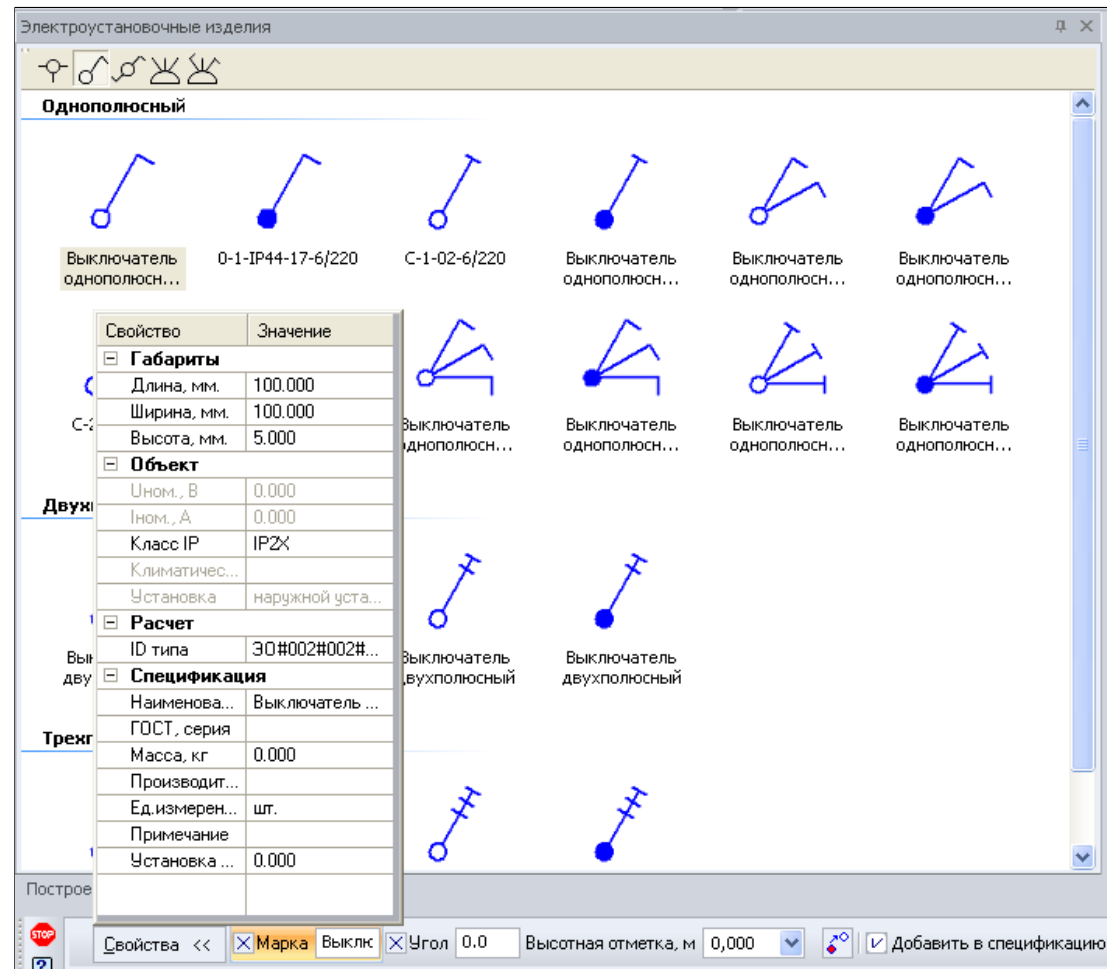 Электроустановочные изделия
Однополюсный
Выключатель однополюсн...
0-1-IP44-17-6/220
С-1-02-6/220
Выключатель однополюсн...
Выключатель однополюсн...
Выключатель однополюсн...
Свойство Значение
Габариты
Длина, мм. 100.000
Ширина, мм. 100.000
Высота, мм. 5.000
Объект
Uном., В 0.000
Iном., А 0.000
Класс IP IP2X
Климатичес...
Установка наружной уста...
Расчет
ID типа ЭО#002#002#...
Спецификация
Наименова... Выключатель ...
ГОСТ, серия
Масса, кг 0.000
Производит...
Ед.измерен... шт.
Примечание
Установка ... 0.000
Выключатель однополюсн...
Выключатель однополюсн...
Выключатель однополюсн...
Выключатель однополюсн...
Выключатель двухполюсный
Выключатель двухполюсный
STOP
Свойства <<
Марка Выклк
Угол 0.0
Высотная отметка, м 0,000
Добавить в спецификацию